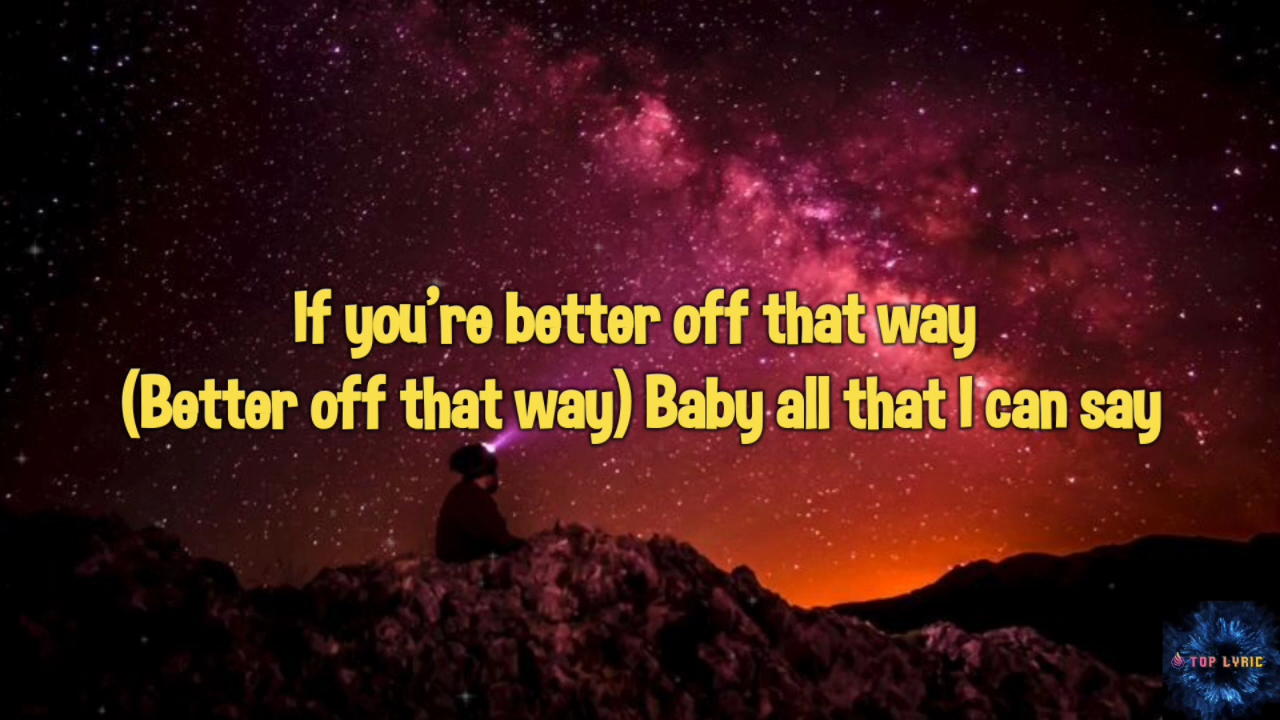 If you're better off that way
(Better off that way) Baby all that I can say
TOP LYRIC